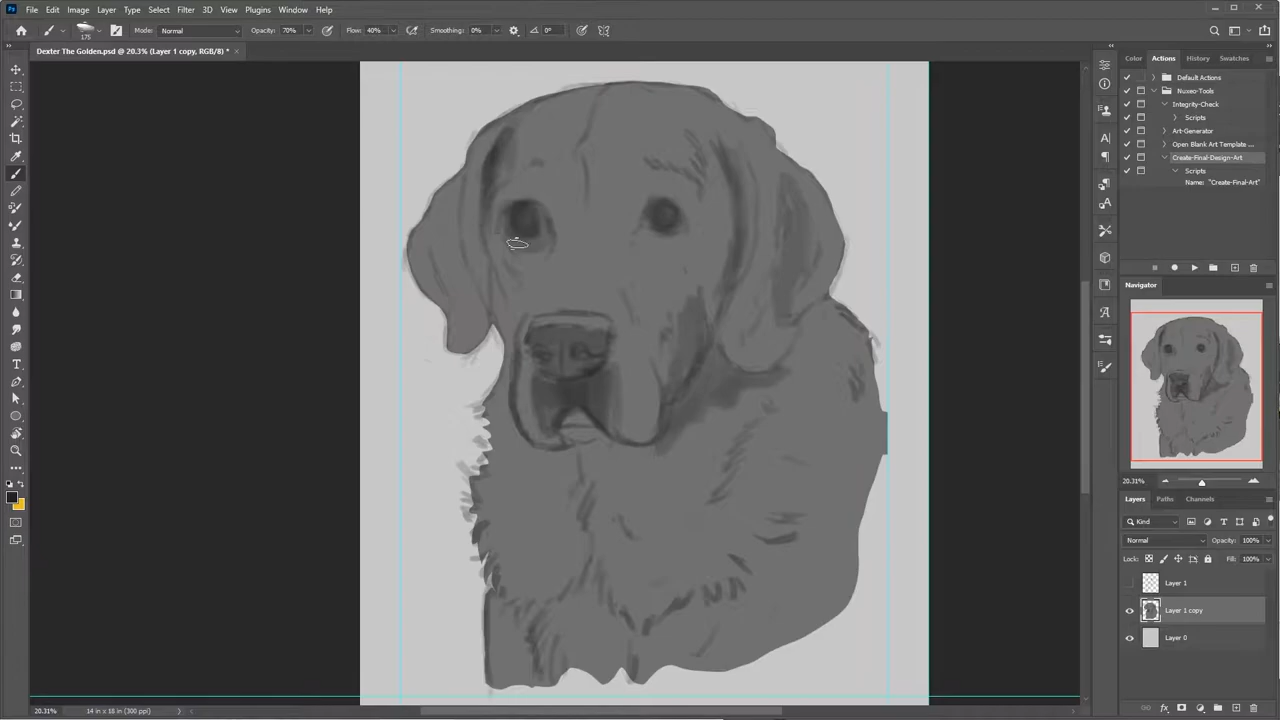 Ps File Edit Image Layer Type Select Filter 3D View Plugins Window Help
175 Mode: Normal Opacity: 70% Flow: 40% Smoothing: 0% 0°
Dexter The Golden.psd @ 20.3% (Layer 1 copy, RGB/8) * ×
Color Actions History Swatches
Default Actions
Nuxeo-Tools
Integrity-Check
Scripts
Art-Generator
Open Blank Art Template ...
Create-Final-Design-Art
Scripts
Name: "Create-Final-Art"
Navigator
20.31%
Layers Paths Channels
Kind
Normal Opacity: 100%
Lock: Fill: 100%
Layer 1
Layer 1 copy
Layer 0
20.31% 14 in x 18 in (300 ppi)